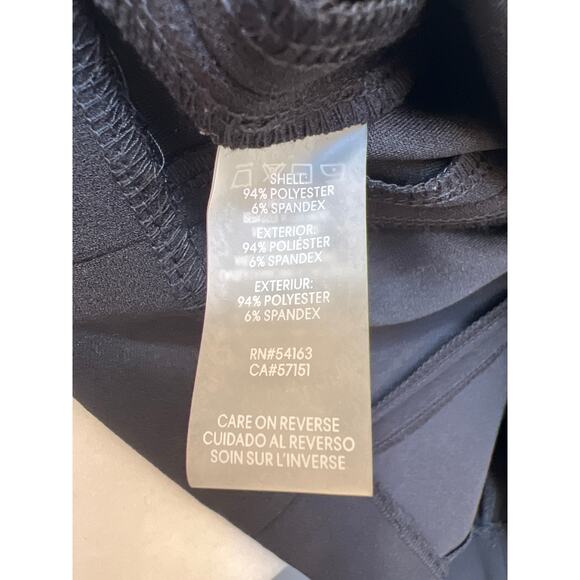 SHELL:
94% POLYESTER
6% SPANDEX
EXTERIOR:
94% POLIÉSTER
6% SPANDEX
EXTERIUR:
94% POLYESTER
6% SPANDEX
RN#54163
CA#57151
CARE ON REVERSE
CUIDADO AL REVERSO
SOIN SUR L'INVERSE